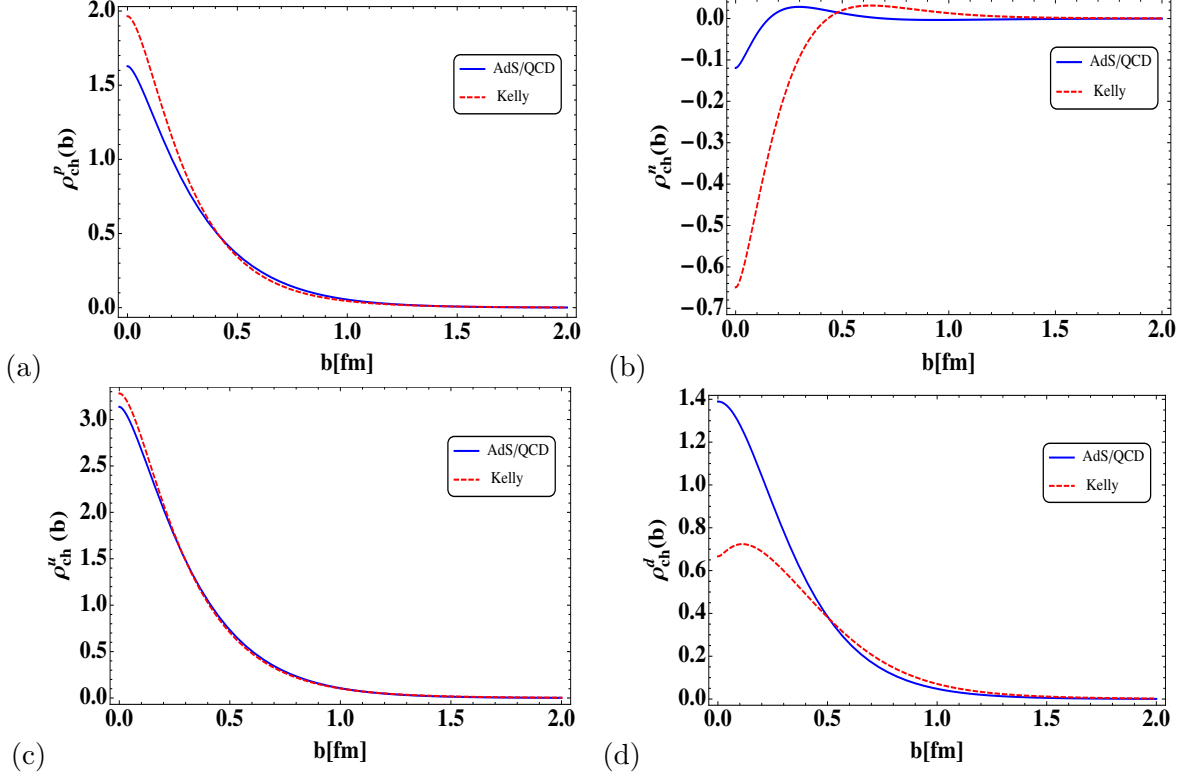 2.0
1.5
1.0
0.5
0.0
ρ^p_ch(b)
AdS/QCD
Kelly
0.0 0.5 1.0 1.5 2.0
b[fm]
(a)
0.0
−0.1
−0.2
−0.3
−0.4
−0.5
−0.6
−0.7
ρ^n_ch(b)
AdS/QCD
Kelly
0.0 0.5 1.0 1.5 2.0
b[fm]
(b)
3.0
2.5
2.0
1.5
1.0
0.5
0.0
ρ^u_ch(b)
AdS/QCD
Kelly
0.0 0.5 1.0 1.5 2.0
b[fm]
(c)
1.4
1.2
1.0
0.8
0.6
0.4
0.2
0.0
ρ^d_ch(b)
AdS/QCD
Kelly
0.0 0.5 1.0 1.5 2.0
b[fm]
(d)